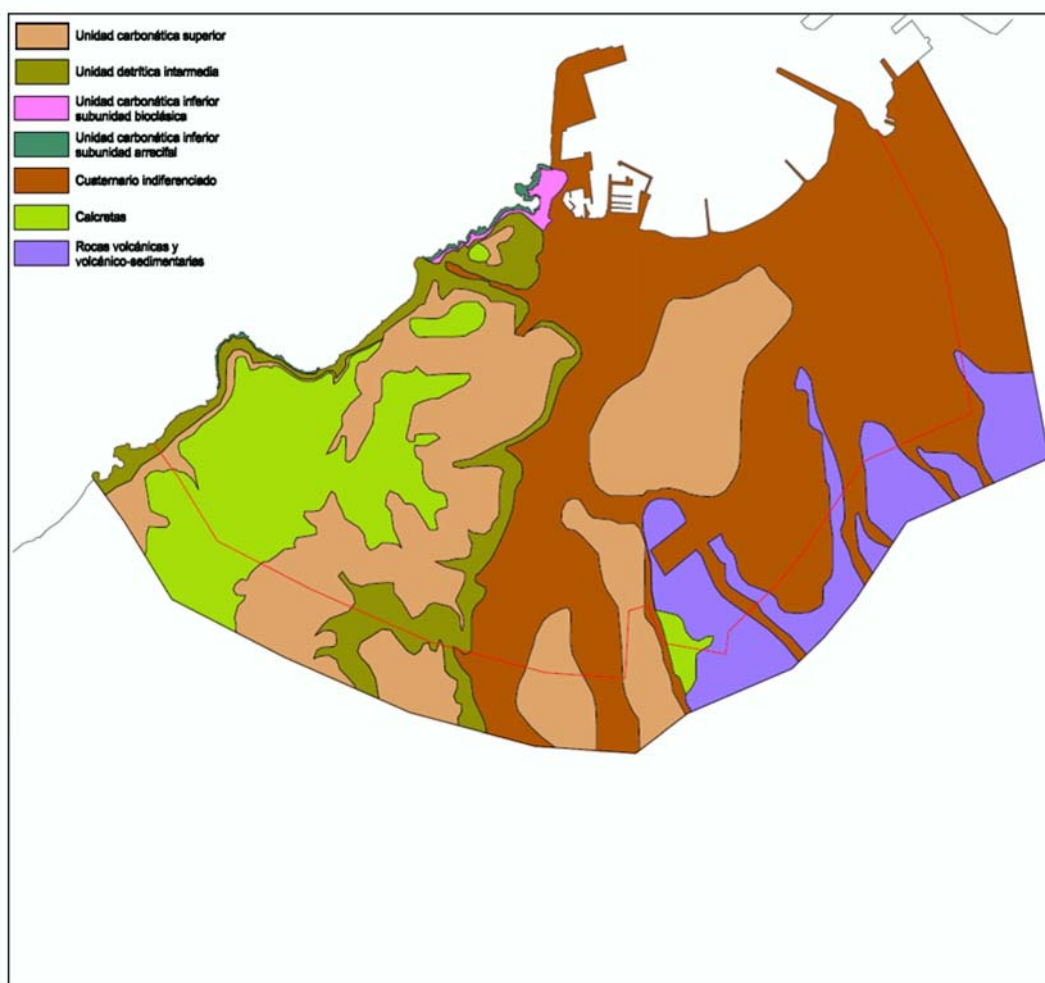 Unidad carbonática superior
Unidad detrítica intermedia
Unidad carbonática inferior
subunidad bioclásica
Unidad carbonática inferior
subunidad arrecifal
Cuaternario indiferenciado
Calcretas
Rocas volcánicas y
volcánico-sedimentarias